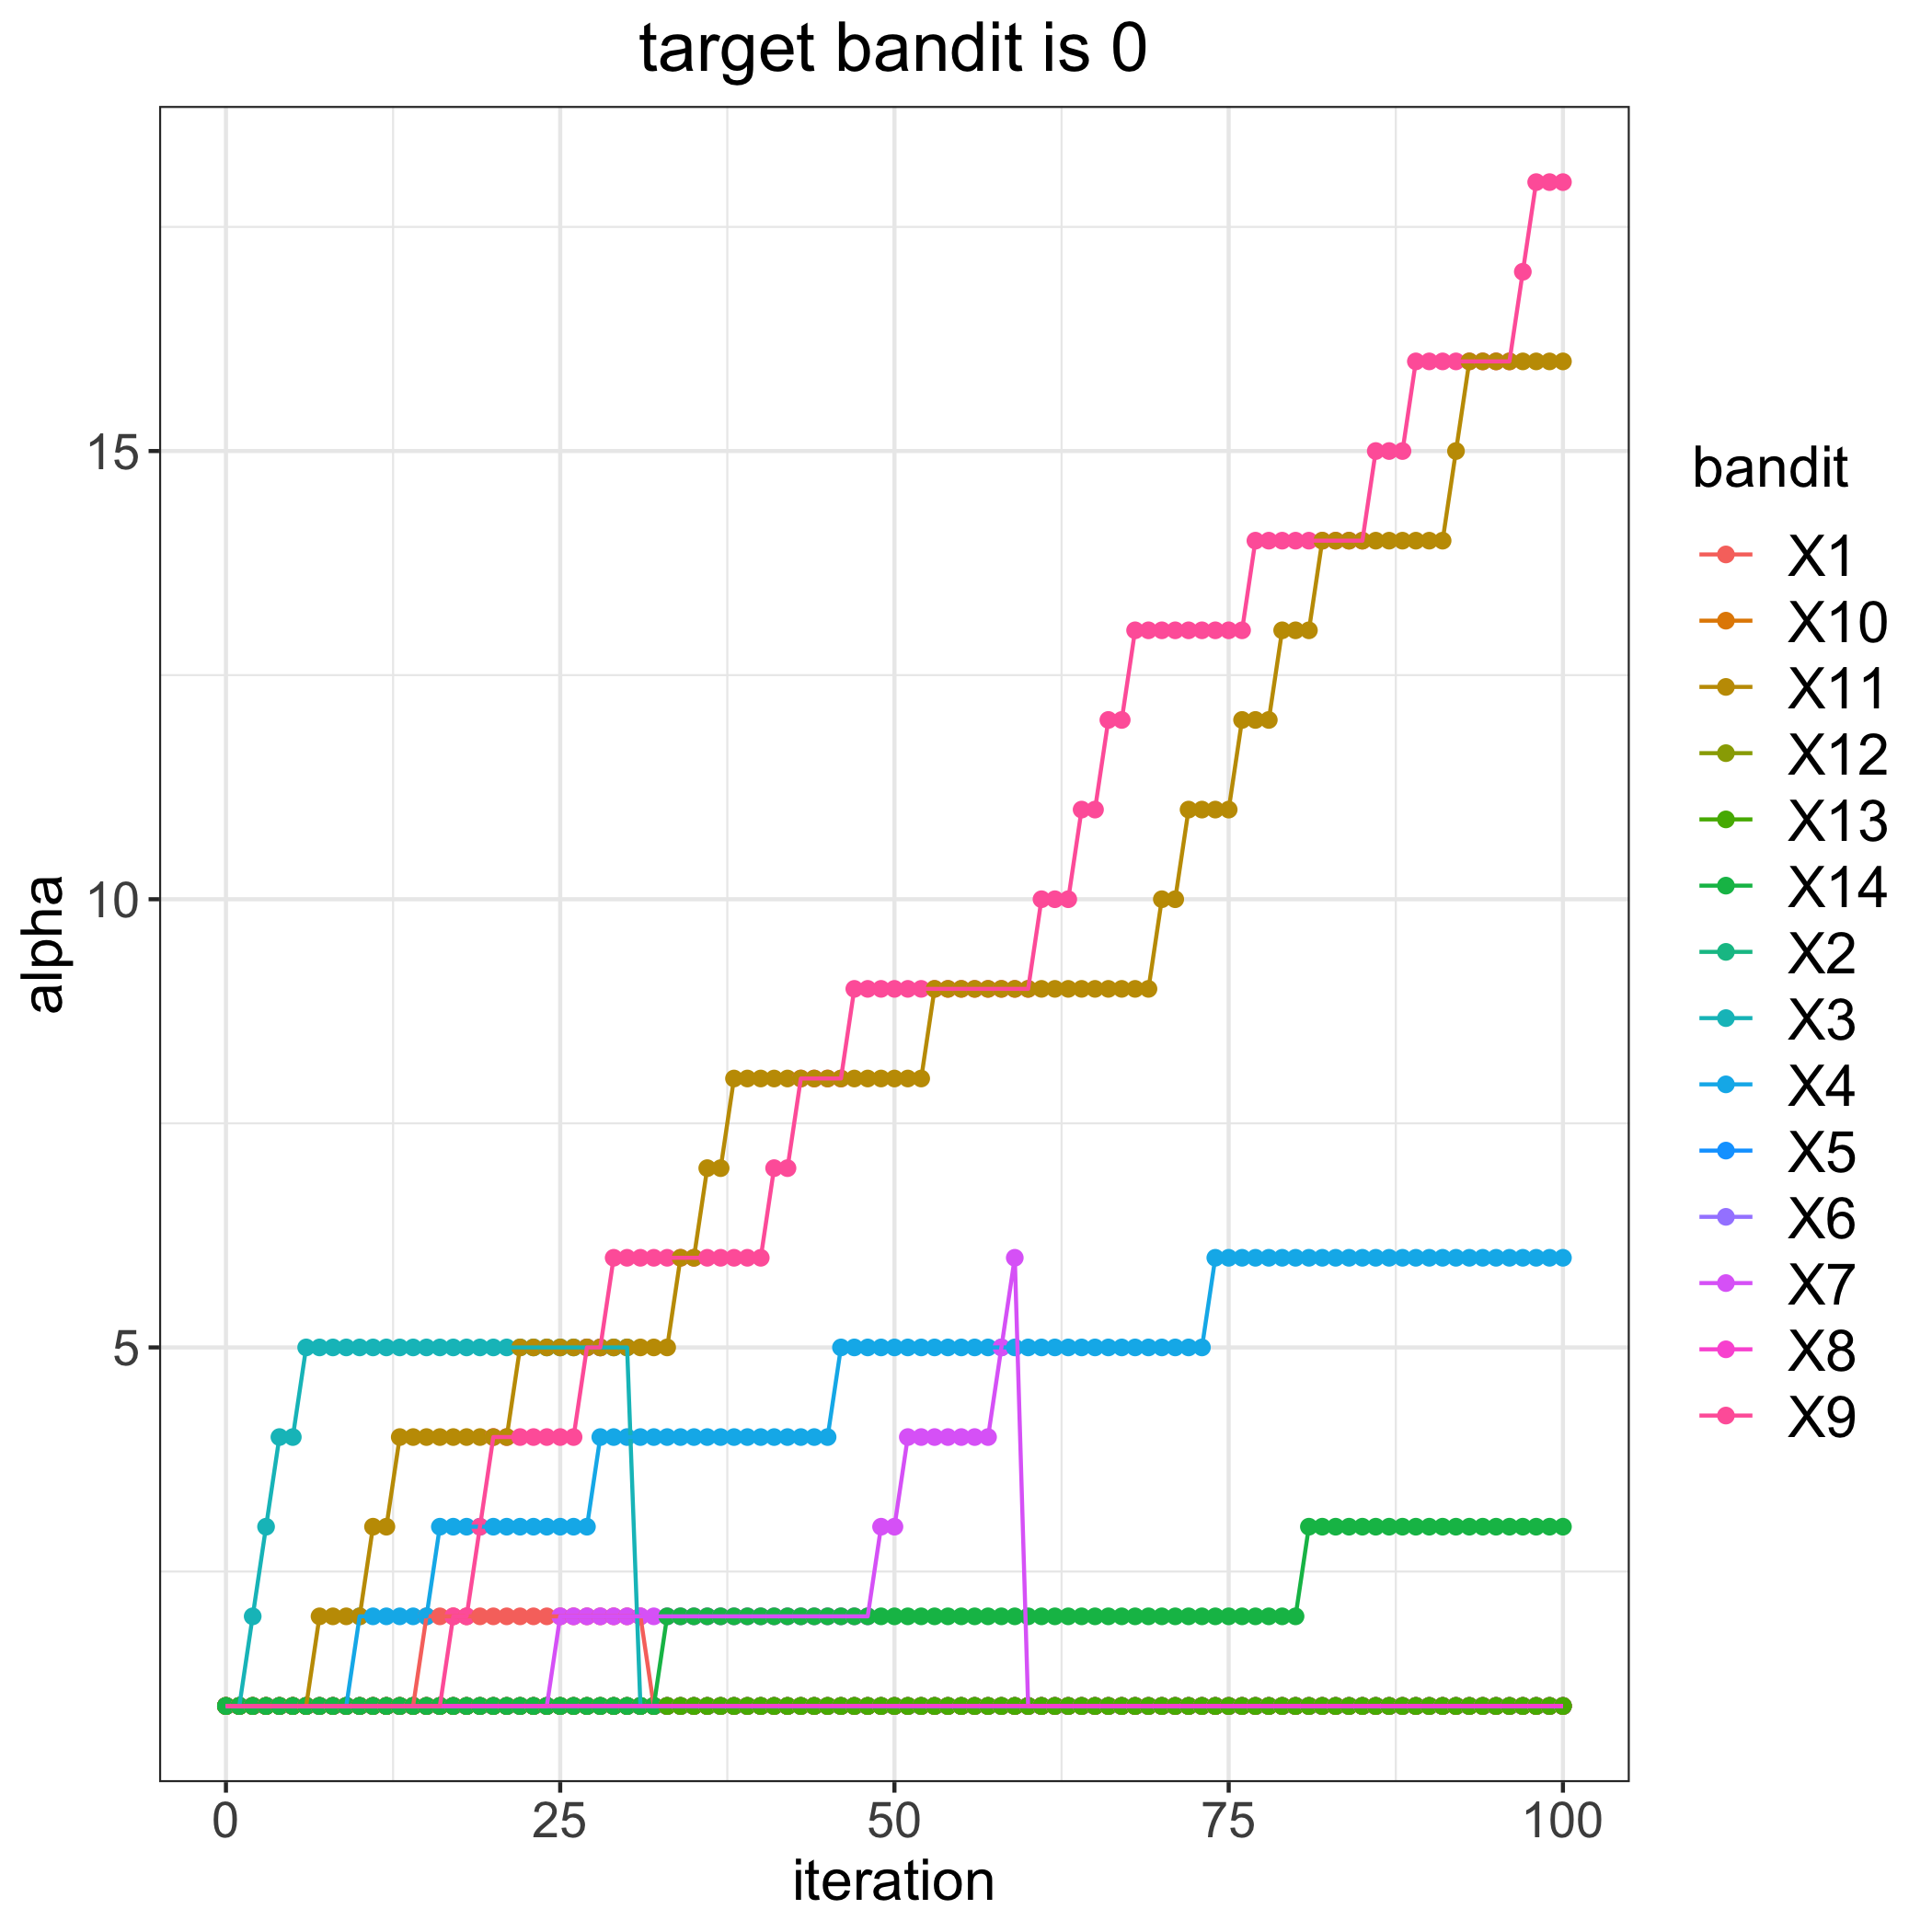 target bandit is 0
15
10
5
alpha
0
25
50
75
100
iteration
bandit
X1
X10
X11
X12
X13
X14
X2
X3
X4
X5
X6
X7
X8
X9